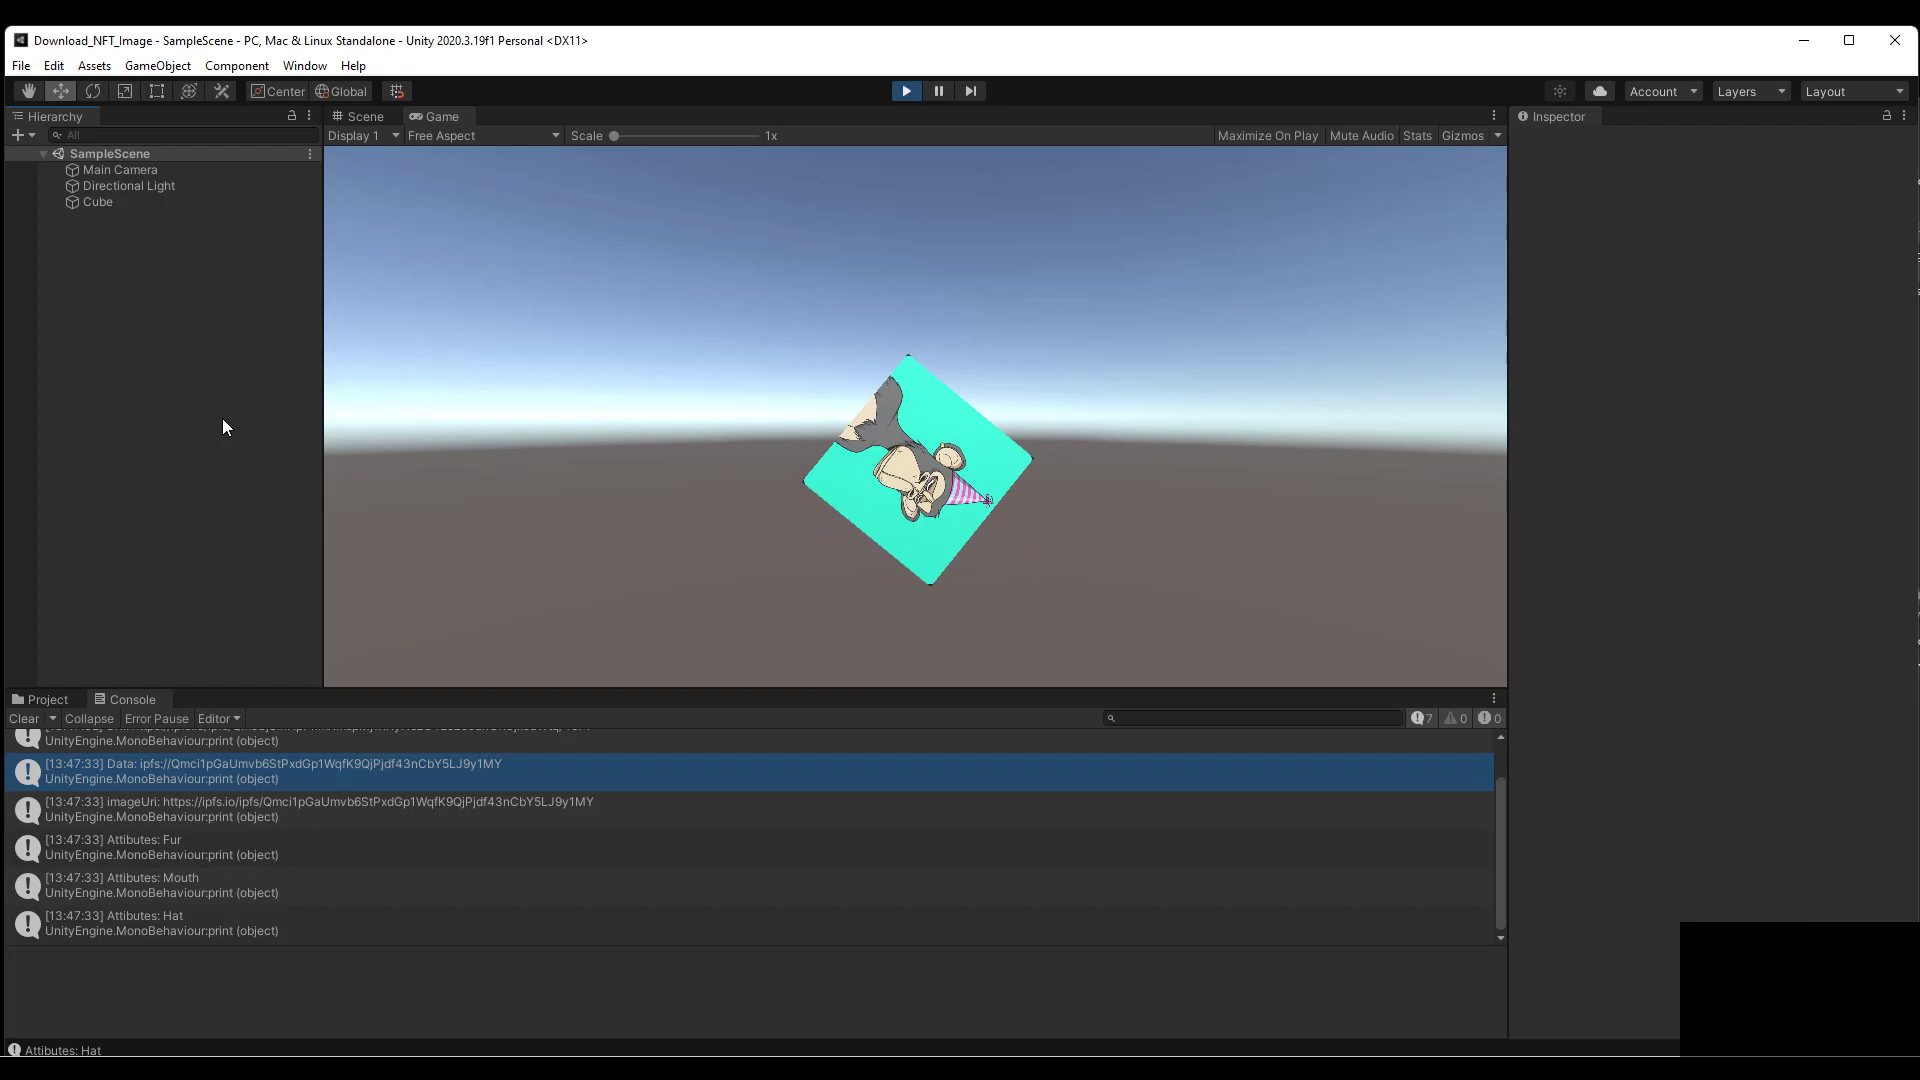 Download_NFT_Image - SampleScene - PC, Mac & Linux Standalone - Unity 2020.3.19f1 Personal <DX11>
File Edit Assets GameObject Component Window Help
Center Global
Account Layers Layout
Hierarchy
Scene Game
Inspector
All
Display 1 Free Aspect Scale 1x Maximize On Play Mute Audio Stats Gizmos
SampleScene
Main Camera
Directional Light
Cube
Project Console
Clear Collapse Error Pause Editor 7 0 0
UnityEngine.MonoBehaviour:print (object)
[13:47:33] Data: ipfs://Qmci1pGaUmvb6StPxdGp1WqfK9QjPjdf43nCbY5LJ9y1MY
UnityEngine.MonoBehaviour:print (object)
[13:47:33] imageUri: https://ipfs.io/ipfs/Qmci1pGaUmvb6StPxdGp1WqfK9QjPjdf43nCbY5LJ9y1MY
UnityEngine.MonoBehaviour:print (object)
[13:47:33] Attibutes: Fur
UnityEngine.MonoBehaviour:print (object)
[13:47:33] Attibutes: Mouth
UnityEngine.MonoBehaviour:print (object)
[13:47:33] Attibutes: Hat
UnityEngine.MonoBehaviour:print (object)
Attibutes: Hat